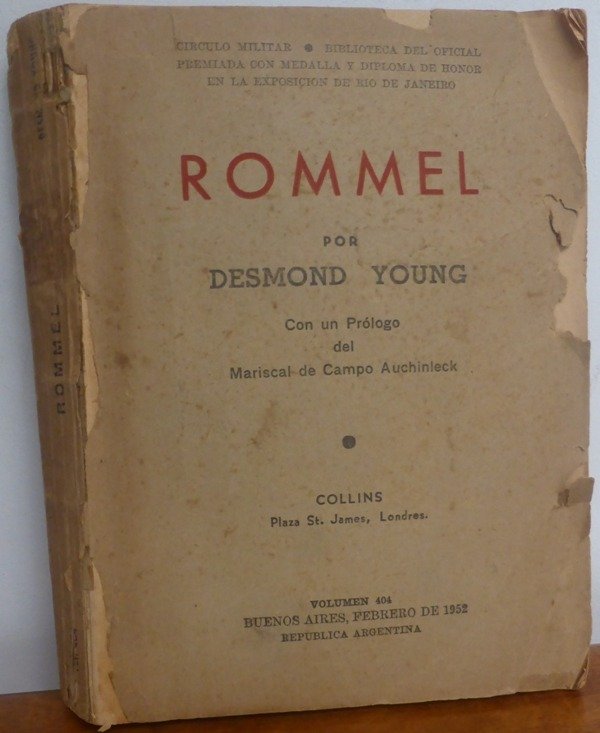 CIRCULO MILITAR ● BIBLIOTECA DEL OFICIAL
PREMIADA CON MEDALLA Y DIPLOMA DE HONOR
EN LA EXPOSICION DE RIO DE JANEIRO
ROMMEL
POR
DESMOND YOUNG
Con un Prólogo
del
Mariscal de Campo Auchinleck
●
COLLINS
Plaza St. James, Londres.
VOLUMEN 404
BUENOS AIRES, FEBRERO DE 1952
REPUBLICA ARGENTINA
ROMMEL